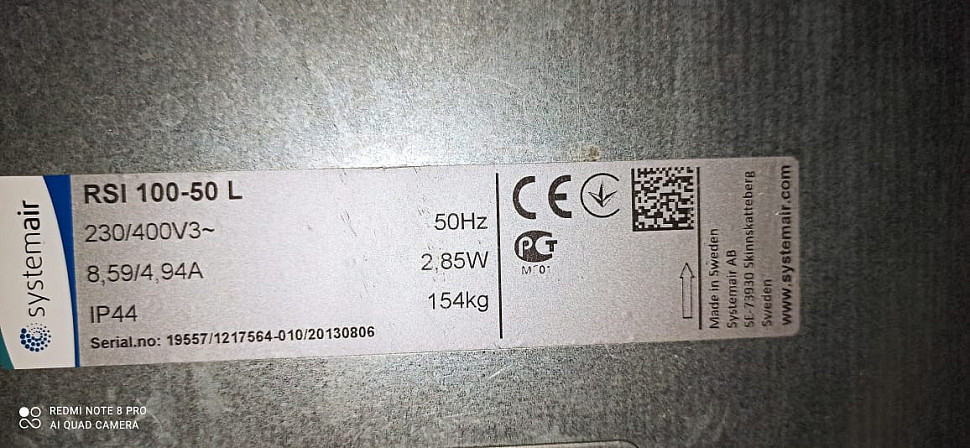 systemair
RSI 100-50 L
230/400V3~
50Hz
8,59/4,94A
2,85W
IP44
154kg
Serial.no: 19557/1217564-010/20130806
CE
PCT
Made in Sweden
Systemair AB
SE-73930 Skinnskatteberg
Sweden
www.systemair.com
REDMI NOTE 8 PRO
AI QUAD CAMERA